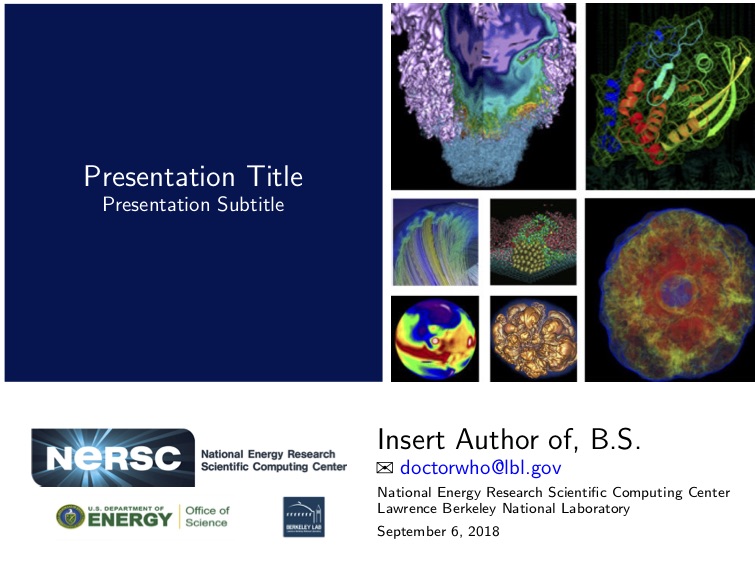 Presentation Title
Presentation Subtitle
NERSC
National Energy Research
Scientific Computing Center
U.S. DEPARTMENT OF
ENERGY
Office of
Science
BERKELEY LAB
Insert Author of, B.S.
✉ doctorwho@lbl.gov
National Energy Research Scientific Computing Center
Lawrence Berkeley National Laboratory
September 6, 2018